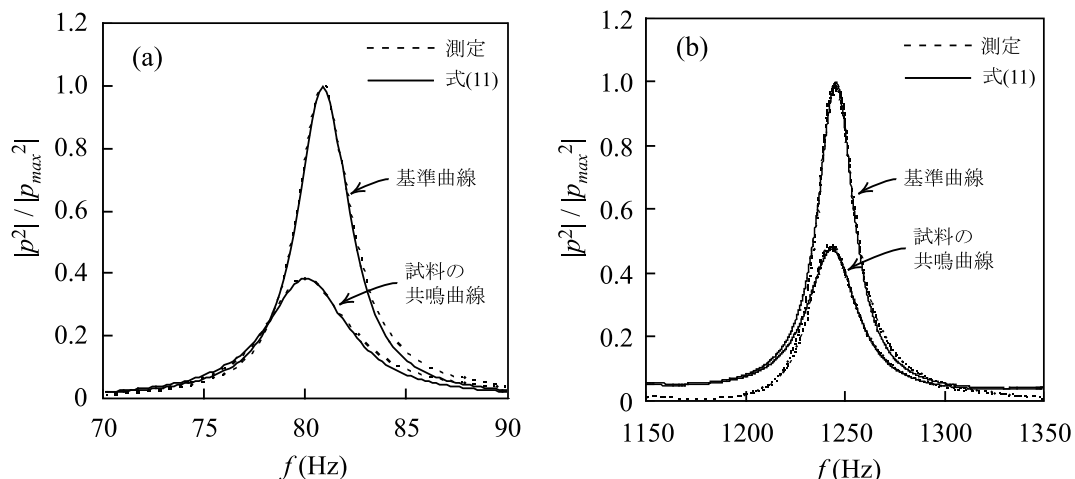 (a)
測定
式(11)
基準曲線
試料の
共鳴曲線
|p²| / |pmax²|
1.2
1.0
0.8
0.6
0.4
0.2
0
70
75
80
85
90
f (Hz)
(b)
測定
式(11)
基準曲線
試料の
共鳴曲線
|p²| / |pmax²|
1.2
1.0
0.8
0.6
0.4
0.2
0
1150
1200
1250
1300
1350
f (Hz)